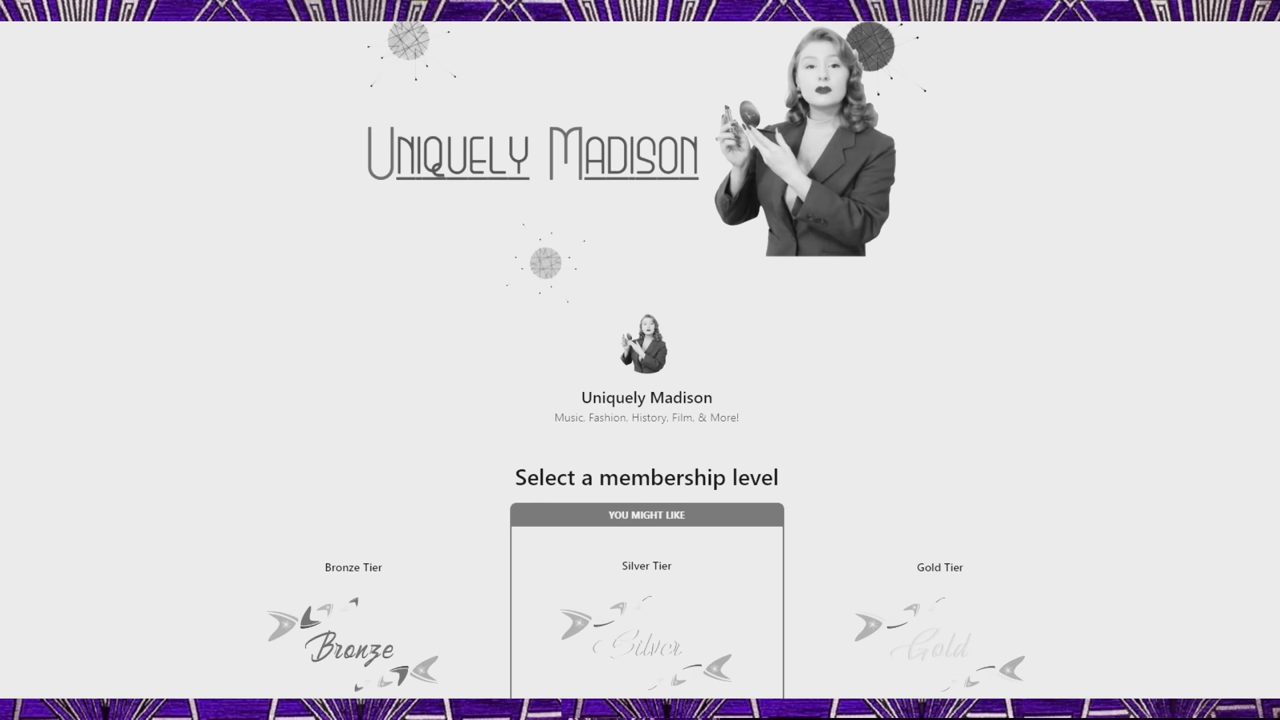 UNIQUELY MADISON
Uniquely Madison
Music, Fashion, History, Film, & More!
Select a membership level
YOU MIGHT LIKE
Bronze Tier
Silver Tier
Gold Tier
Bronze
Silver
Gold